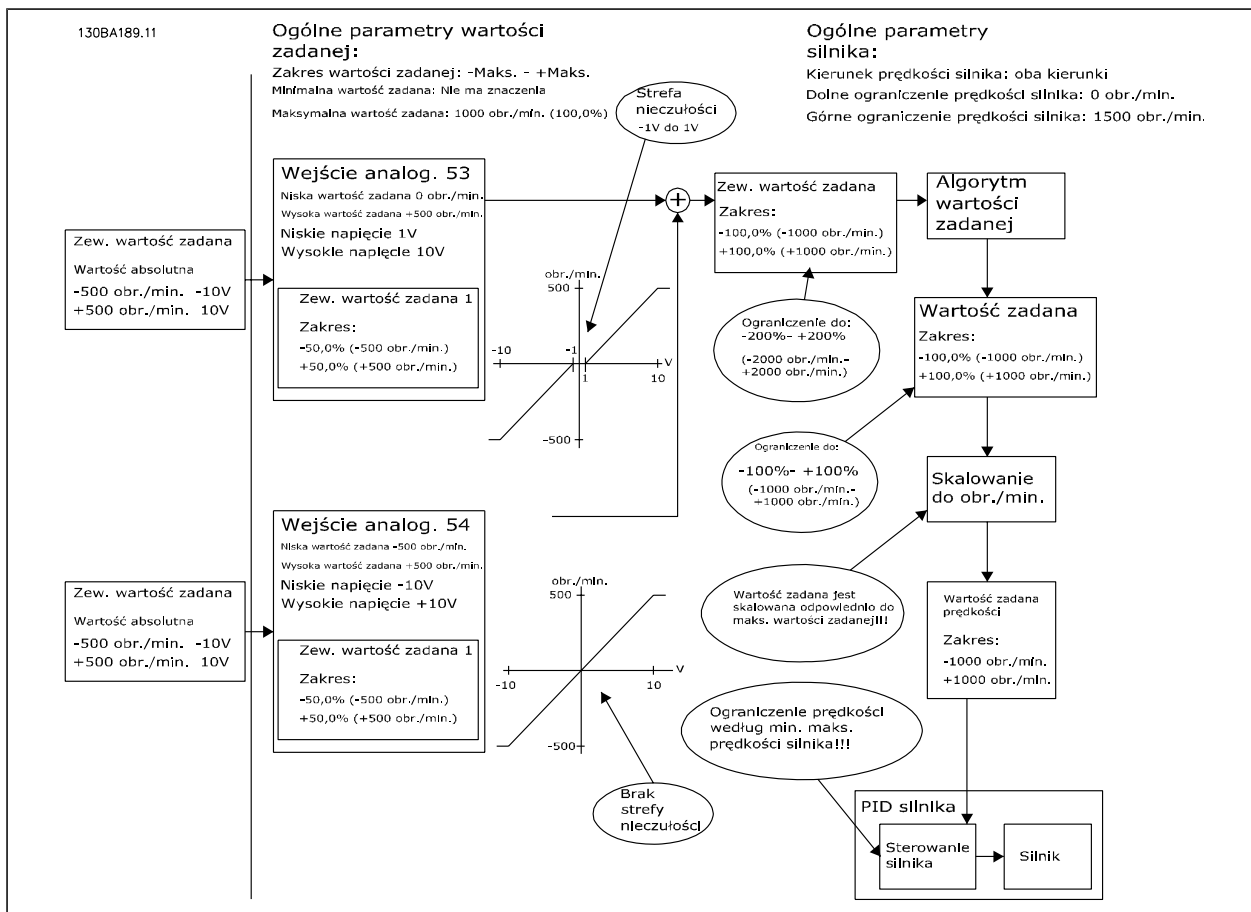 130BA189.11
Ogólne parametry wartości
zadanej:
Zakres wartości zadanej: -Maks. - +Maks.
Minimalna wartość zadana: Nie ma znaczenia
Maksymalna wartość zadana: 1000 obr./min. (100,0%)
Ogólne parametry
silnika:
Kierunek prędkości silnika: oba kierunki
Dolne ograniczenie prędkości silnika: 0 obr./min.
Górne ograniczenie prędkości silnika: 1500 obr./min.
Strefa
nieczułości
-1V do 1V
Zew. wartość zadana
Wartość absolutna
-500 obr./min. -10V
+500 obr./min. 10V
Wejście analog. 53
Niska wartość zadana 0 obr./min.
Wysoka wartość zadana +500 obr./min.
Niskie napięcie 1V
Wysokie napięcie 10V
Zew. wartość zadana 1
Zakres:
-50,0% (-500 obr./min.)
+50,0% (+500 obr./min.)
obr./min.
500
-10
-1
V
1
10
-500
+
Zew. wartość zadana
Zakres:
-100,0% (-1000 obr./min.)
+100,0% (+1000 obr./min.)
Algorytm
wartości
zadanej
Ograniczenie do:
-200%- +200%
(-2000 obr./min.-
+2000 obr./min.)
Wartość zadana
Zakres:
-100,0% (-1000 obr./min.)
+100,0% (+1000 obr./min.)
Ograniczenie do:
-100%- +100%
(-1000 obr./min.-
+1000 obr./min.)
Skalowanie
do obr./min.
Zew. wartość zadana
Wartość absolutna
-500 obr./min. -10V
+500 obr./min. 10V
Wejście analog. 54
Niska wartość zadana -500 obr./min.
Wysoka wartość zadana +500 obr./min.
Niskie napięcie -10V
Wysokie napięcie +10V
Zew. wartość zadana 1
Zakres:
-50,0% (-500 obr./min.)
+50,0% (+500 obr./min.)
obr./min.
500
-10
10
V
-500
Brak
strefy
nieczułości
Wartość zadana jest
skalowana odpowiednio do
maks. wartości zadanej!!!
Wartość zadana
prędkości
Zakres:
-1000 obr./min.
+1000 obr./min.
Ograniczenie prędkości
według min. maks.
prędkości silnika!!!
PID silnika
Sterowanie
silnika
Silnik